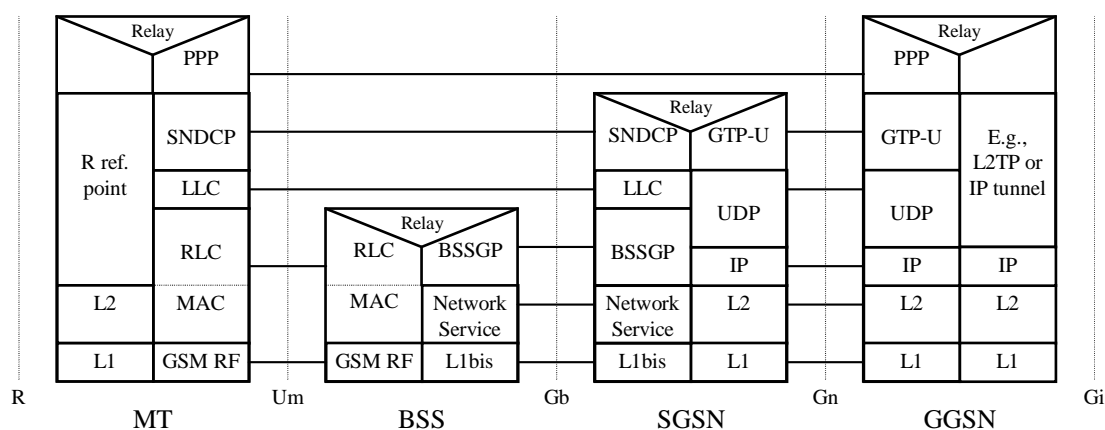 Relay
PPP
Relay
PPP
SNDCP
R ref.
point
LLC
RLC
L2
MAC
L1
GSM RF
Relay
RLC
BSSGP
MAC
Network
Service
GSM RF
L1bis
Relay
SNDCP
GTP-U
LLC
UDP
BSSGP
IP
Network
Service
L2
L1bis
L1
GTP-U
E.g.,
L2TP or
IP tunnel
UDP
IP
IP
L2
L2
L1
L1
R
MT
Um
BSS
Gb
SGSN
Gn
GGSN
Gi